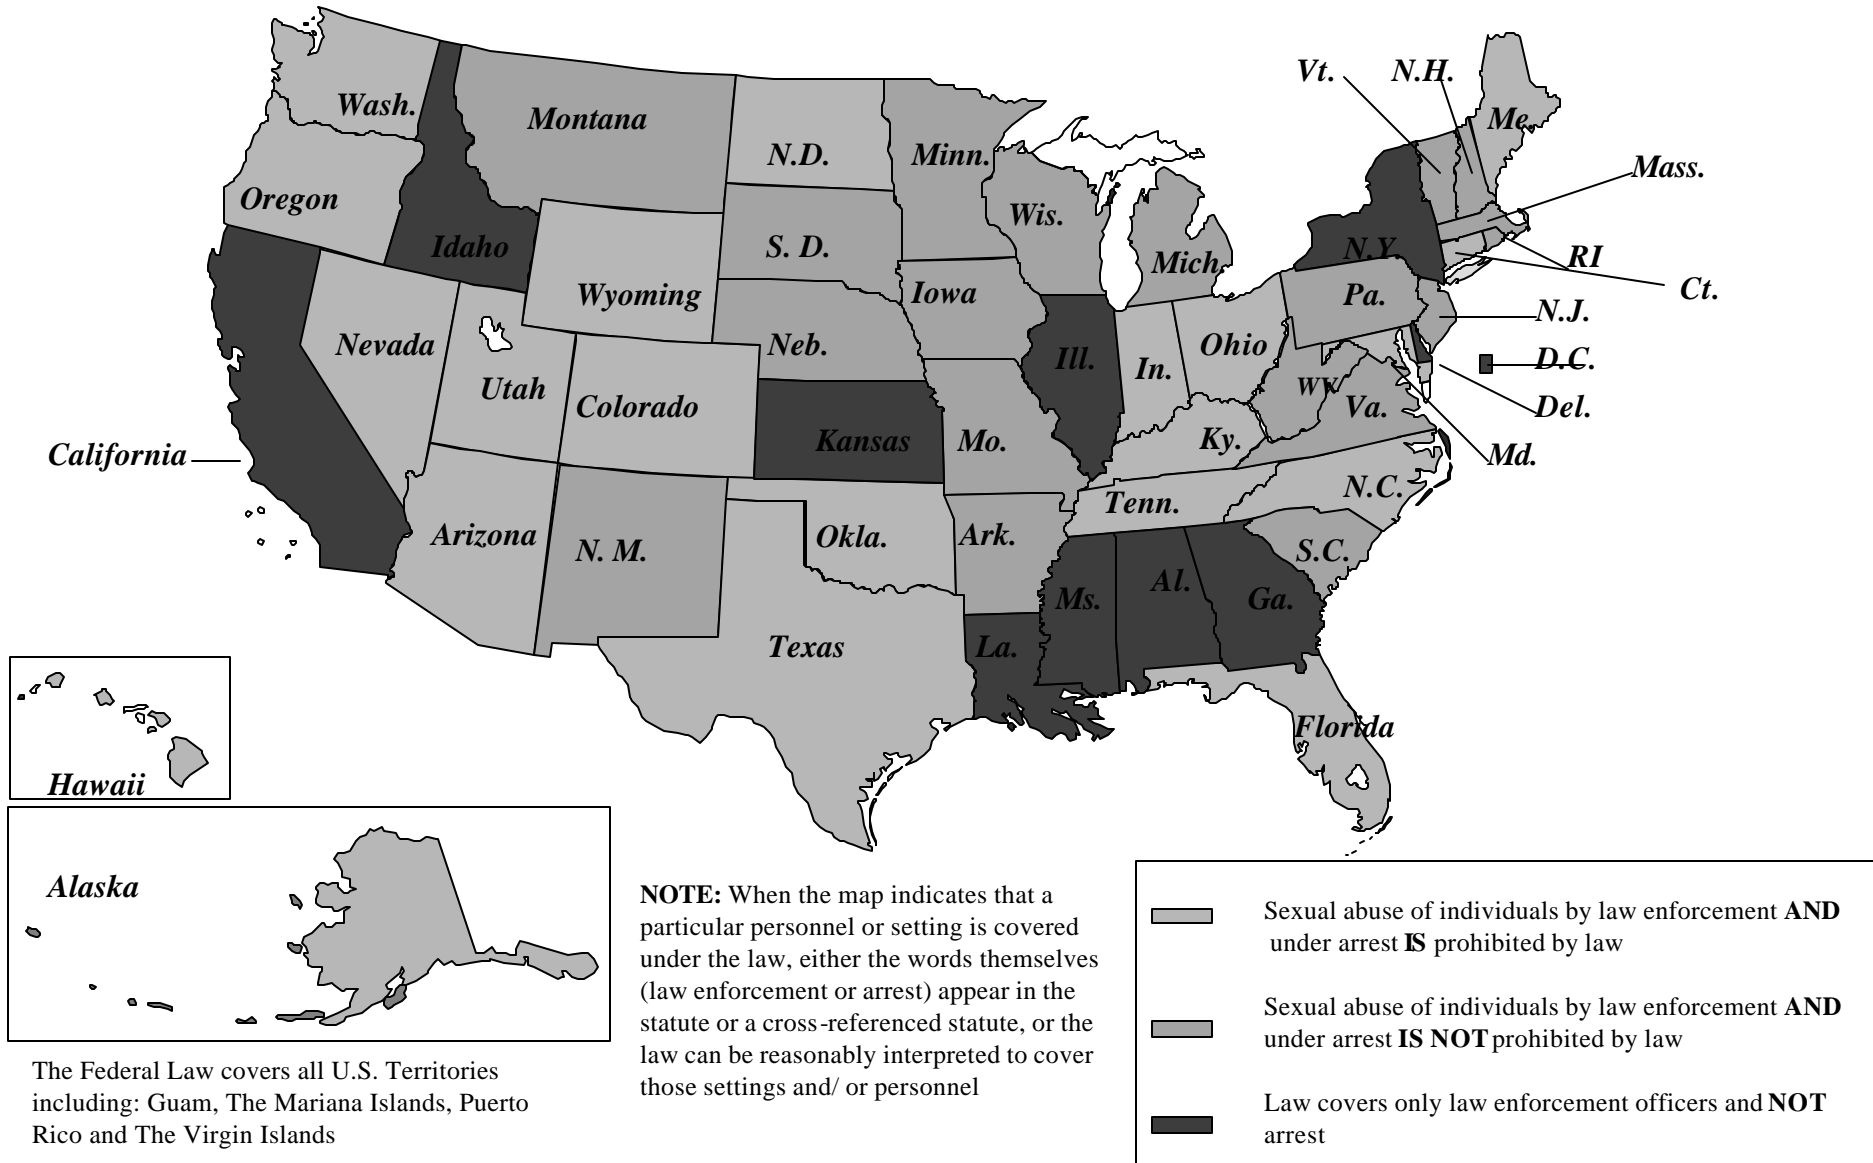 Vt.
N.H.
Wash.
Montana
Me.
N.D.
Minn.
Mass.
Oregon
Wis.
Idaho
S. D.
Mich.
N.Y.
RI
Wyoming
Iowa
Pa.
Ct.
N.J.
Nevada
Neb.
Ohio
Ill.
In.
D.C.
Utah
Colorado
WV
Va.
Del.
California
Kansas
Mo.
Ky.
Md.
N.C.
Tenn.
Arizona
N. M.
Okla.
Ark.
S.C.
Ms.
Al.
Ga.
Texas
La.
Florida
Hawaii
Alaska
The Federal Law covers all U.S. Territories
including: Guam, The Mariana Islands, Puerto
Rico and The Virgin Islands
NOTE: When the map indicates that a
particular personnel or setting is covered
under the law, either the words themselves
(law enforcement or arrest) appear in the
statute or a cross-referenced statute, or the
law can be reasonably interpreted to cover
those settings and/ or personnel
Sexual abuse of individuals by law enforcement AND
under arrest IS prohibited by law
Sexual abuse of individuals by law enforcement AND
under arrest IS NOT prohibited by law
Law covers only law enforcement officers and NOT
arrest